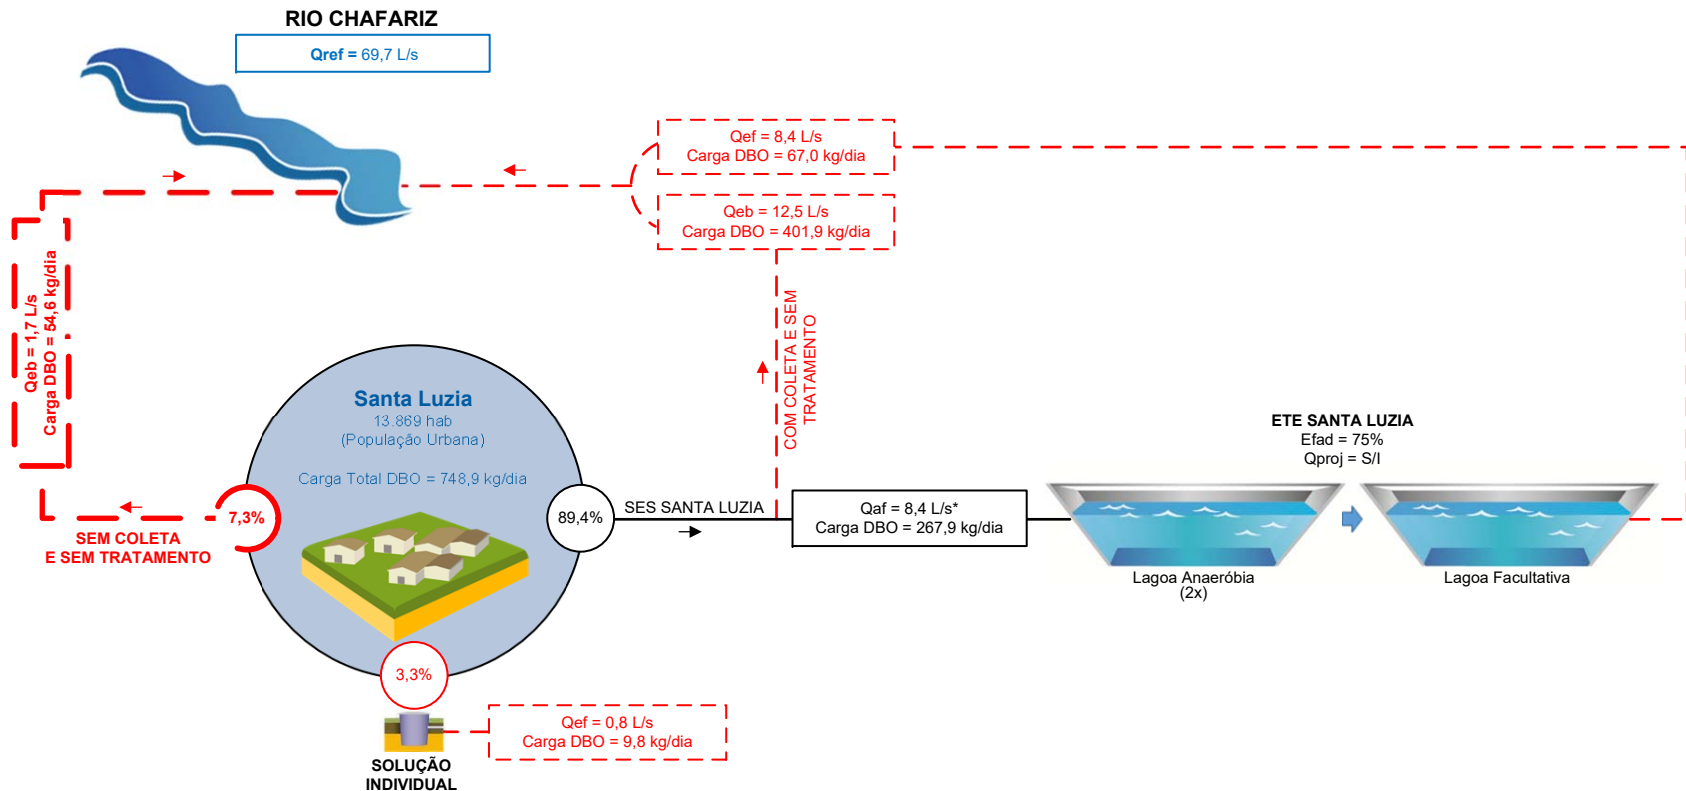 RIO CHAFARIZ
Qref = 69,7 L/s
Qef = 8,4 L/s
Carga DBO = 67,0 kg/dia
Qeb = 12,5 L/s
Carga DBO = 401,9 kg/dia
Qeb = 1,7 L/s
Carga DBO = 54,6 kg/dia
COM COLETA E SEM
TRATAMENTO
Santa Luzia
13.869 hab
(População Urbana)
Carga Total DBO = 748,9 kg/dia
ETE SANTA LUZIA
Efad = 75%
Qproj = S/I
7,3%
89,4%
SES SANTA LUZIA
Qaf = 8,4 L/s*
Carga DBO = 267,9 kg/dia
SEM COLETA
E SEM TRATAMENTO
Lagoa Anaeróbia
(2x)
Lagoa Facultativa
3,3%
Qef = 0,8 L/s
Carga DBO = 9,8 kg/dia
SOLUÇÃO
INDIVIDUAL